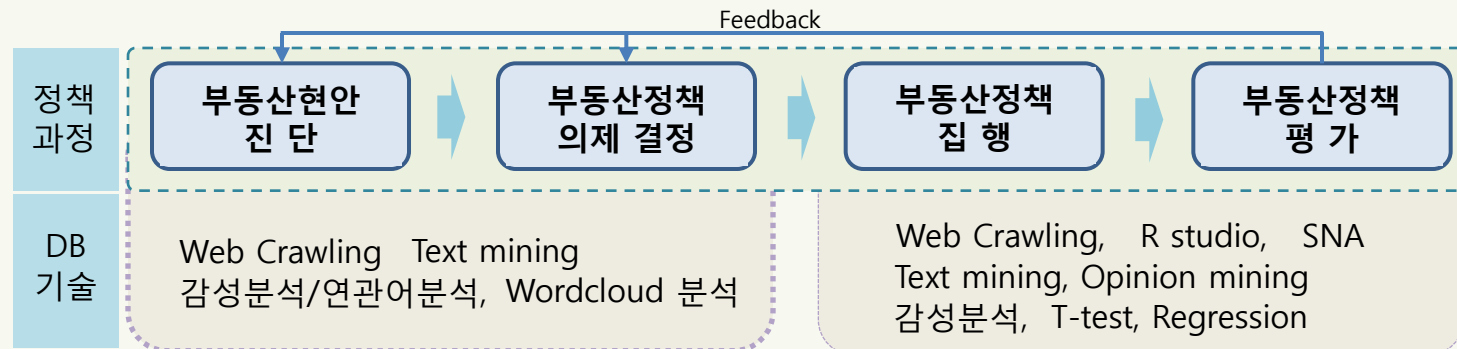 Feedback
정책
과정
부동산현안
진 단
부동산정책
의제 결정
부동산정책
집 행
부동산정책
평 가
DB
기술
Web Crawling Text mining
감성분석/연관어분석, Wordcloud 분석
Web Crawling, R studio, SNA
Text mining, Opinion mining
감성분석, T-test, Regression